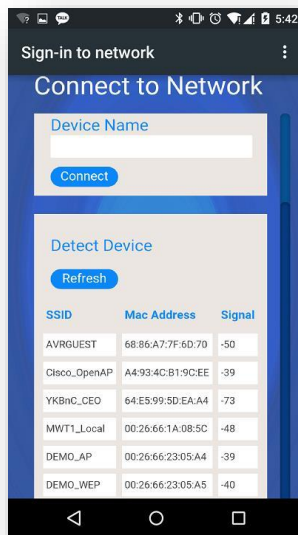 TALK 5:42
Sign-in to network
Connect to Network
Device Name
Connect
Detect Device
Refresh
SSID Mac Address Signal
AVRGUEST 68:86:A7:7F:6D:70 -50
Cisco_OpenAP A4:93:4C:B1:9C:EE -39
YKBnC_CEO 64:E5:99:5D:EA:A4 -73
MWT1_Local 00:26:66:1A:08:5C -48
DEMO_AP 00:26:66:23:05:A4 -39
DEMO_WEP 00:26:66:23:05:A5 -40